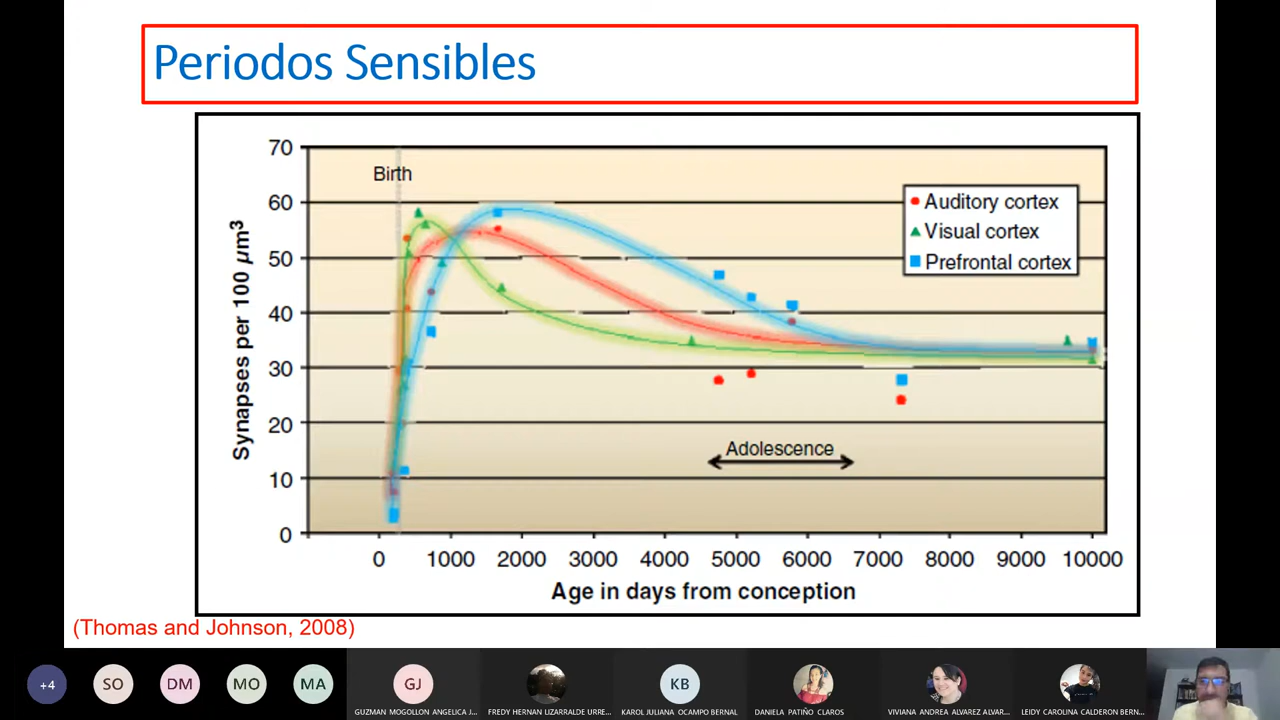 Periodos Sensibles
70
60
50
40
30
20
10
0
Synapses per 100 µm3
Birth
Auditory cortex
Visual cortex
Prefrontal cortex
Adolescence
0 1000 2000 3000 4000 5000 6000 7000 8000 9000 10000
Age in days from conception
(Thomas and Johnson, 2008)
+4 SO DM MO MA GJ KB
GUZMAN MOGOLLON ANGELICA J... FREDY HERNAN LIZARRALDE URRE... KAROL JULIANA OCAMPO BERNAL DANIELA PATIÑO CLAROS VIVIANA ANDREA ALVAREZ ALVAR... LEIDY CAROLINA CALDERON BERN...